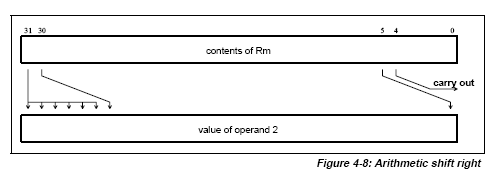 31 30 5 4 0
contents of Rm
carry out
value of operand 2
Figure 4-8: Arithmetic shift right